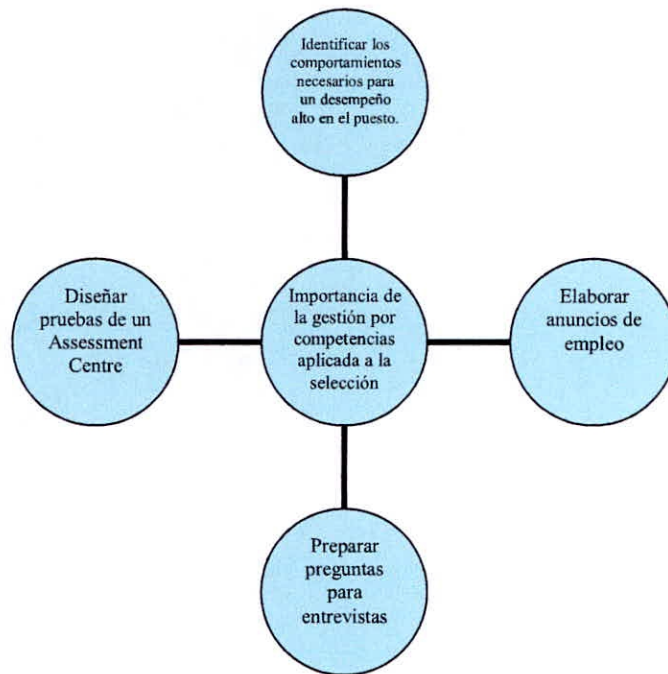 Identificar los
comportamientos
necesarios para
un desempeño
alto en el puesto.
Diseñar
pruebas de un
Assessment
Centre
Importancia de
la gestión por
competencias
aplicada a la
selección
Elaborar
anuncios de
empleo
Preparar
preguntas
para
entrevistas